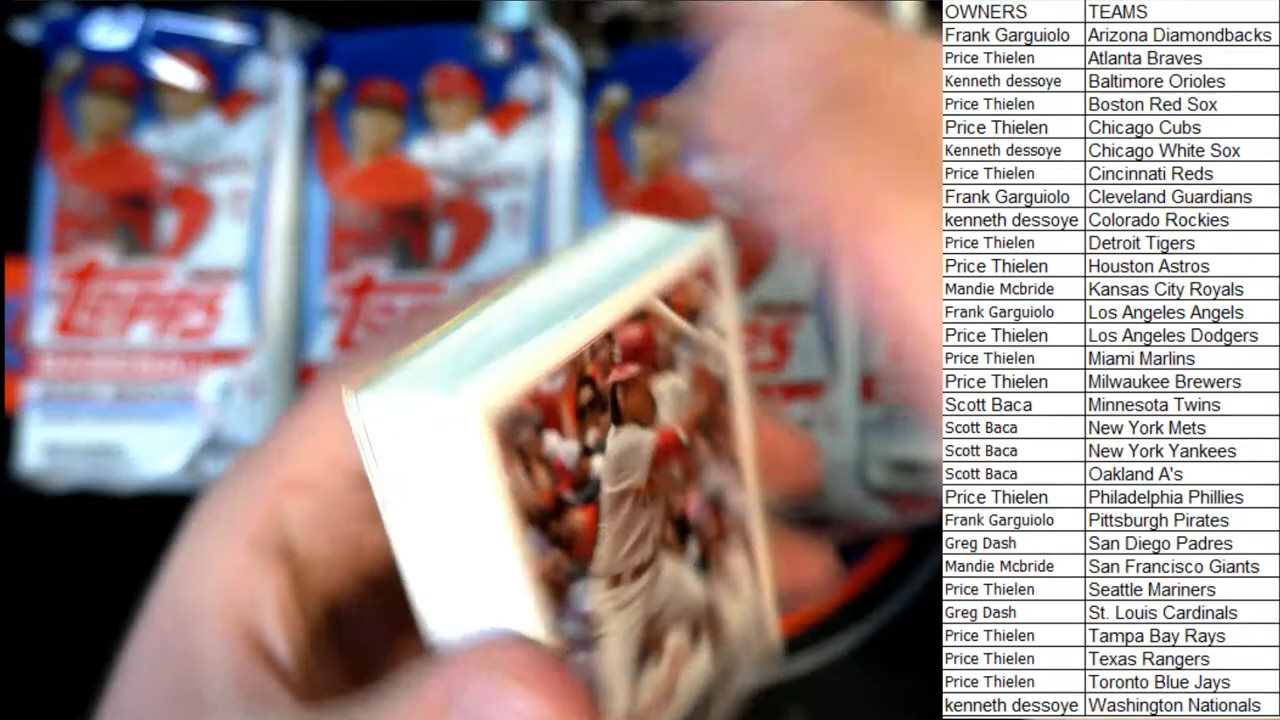 TOPPS
TOPPS
OWNERS TEAMS
Frank Garguiolo Arizona Diamondbacks
Price Thielen Atlanta Braves
Kenneth dessoye Baltimore Orioles
Price Thielen Boston Red Sox
Price Thielen Chicago Cubs
Kenneth dessoye Chicago White Sox
Price Thielen Cincinnati Reds
Frank Garguiolo Cleveland Guardians
kenneth dessoye Colorado Rockies
Price Thielen Detroit Tigers
Price Thielen Houston Astros
Mandie Mcbride Kansas City Royals
Frank Garguiolo Los Angeles Angels
Price Thielen Los Angeles Dodgers
Price Thielen Miami Marlins
Price Thielen Milwaukee Brewers
Scott Baca Minnesota Twins
Scott Baca New York Mets
Scott Baca New York Yankees
Scott Baca Oakland A's
Price Thielen Philadelphia Phillies
Frank Garguiolo Pittsburgh Pirates
Greg Dash San Diego Padres
Mandie Mcbride San Francisco Giants
Price Thielen Seattle Mariners
Greg Dash St. Louis Cardinals
Price Thielen Tampa Bay Rays
Price Thielen Texas Rangers
Price Thielen Toronto Blue Jays
kenneth dessoye Washington Nationals